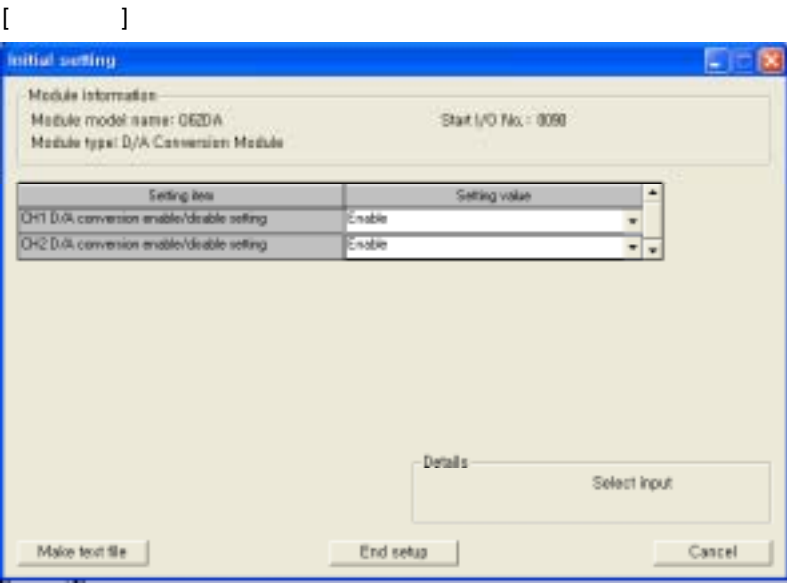 [ ]
Initial setting
Module information
Module model name: Q62DA
Start I/O No. : 0090
Module type: D/A Conversion Module
Setting item
Setting value
CH1 D/A conversion enable/disable setting
Enable
CH2 D/A conversion enable/disable setting
Enable
Details
Select input
Make text file
End setup
Cancel